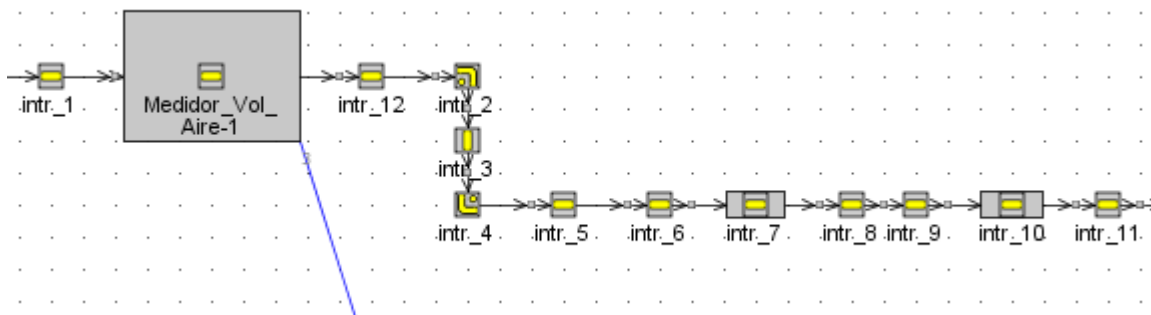 intr._1
Medidor_Vol_
Aire-1
intr._12
intr._2
intr._3
intr._4
intr._5
intr._6
intr._7
intr._8
intr._9
intr._10
intr._11